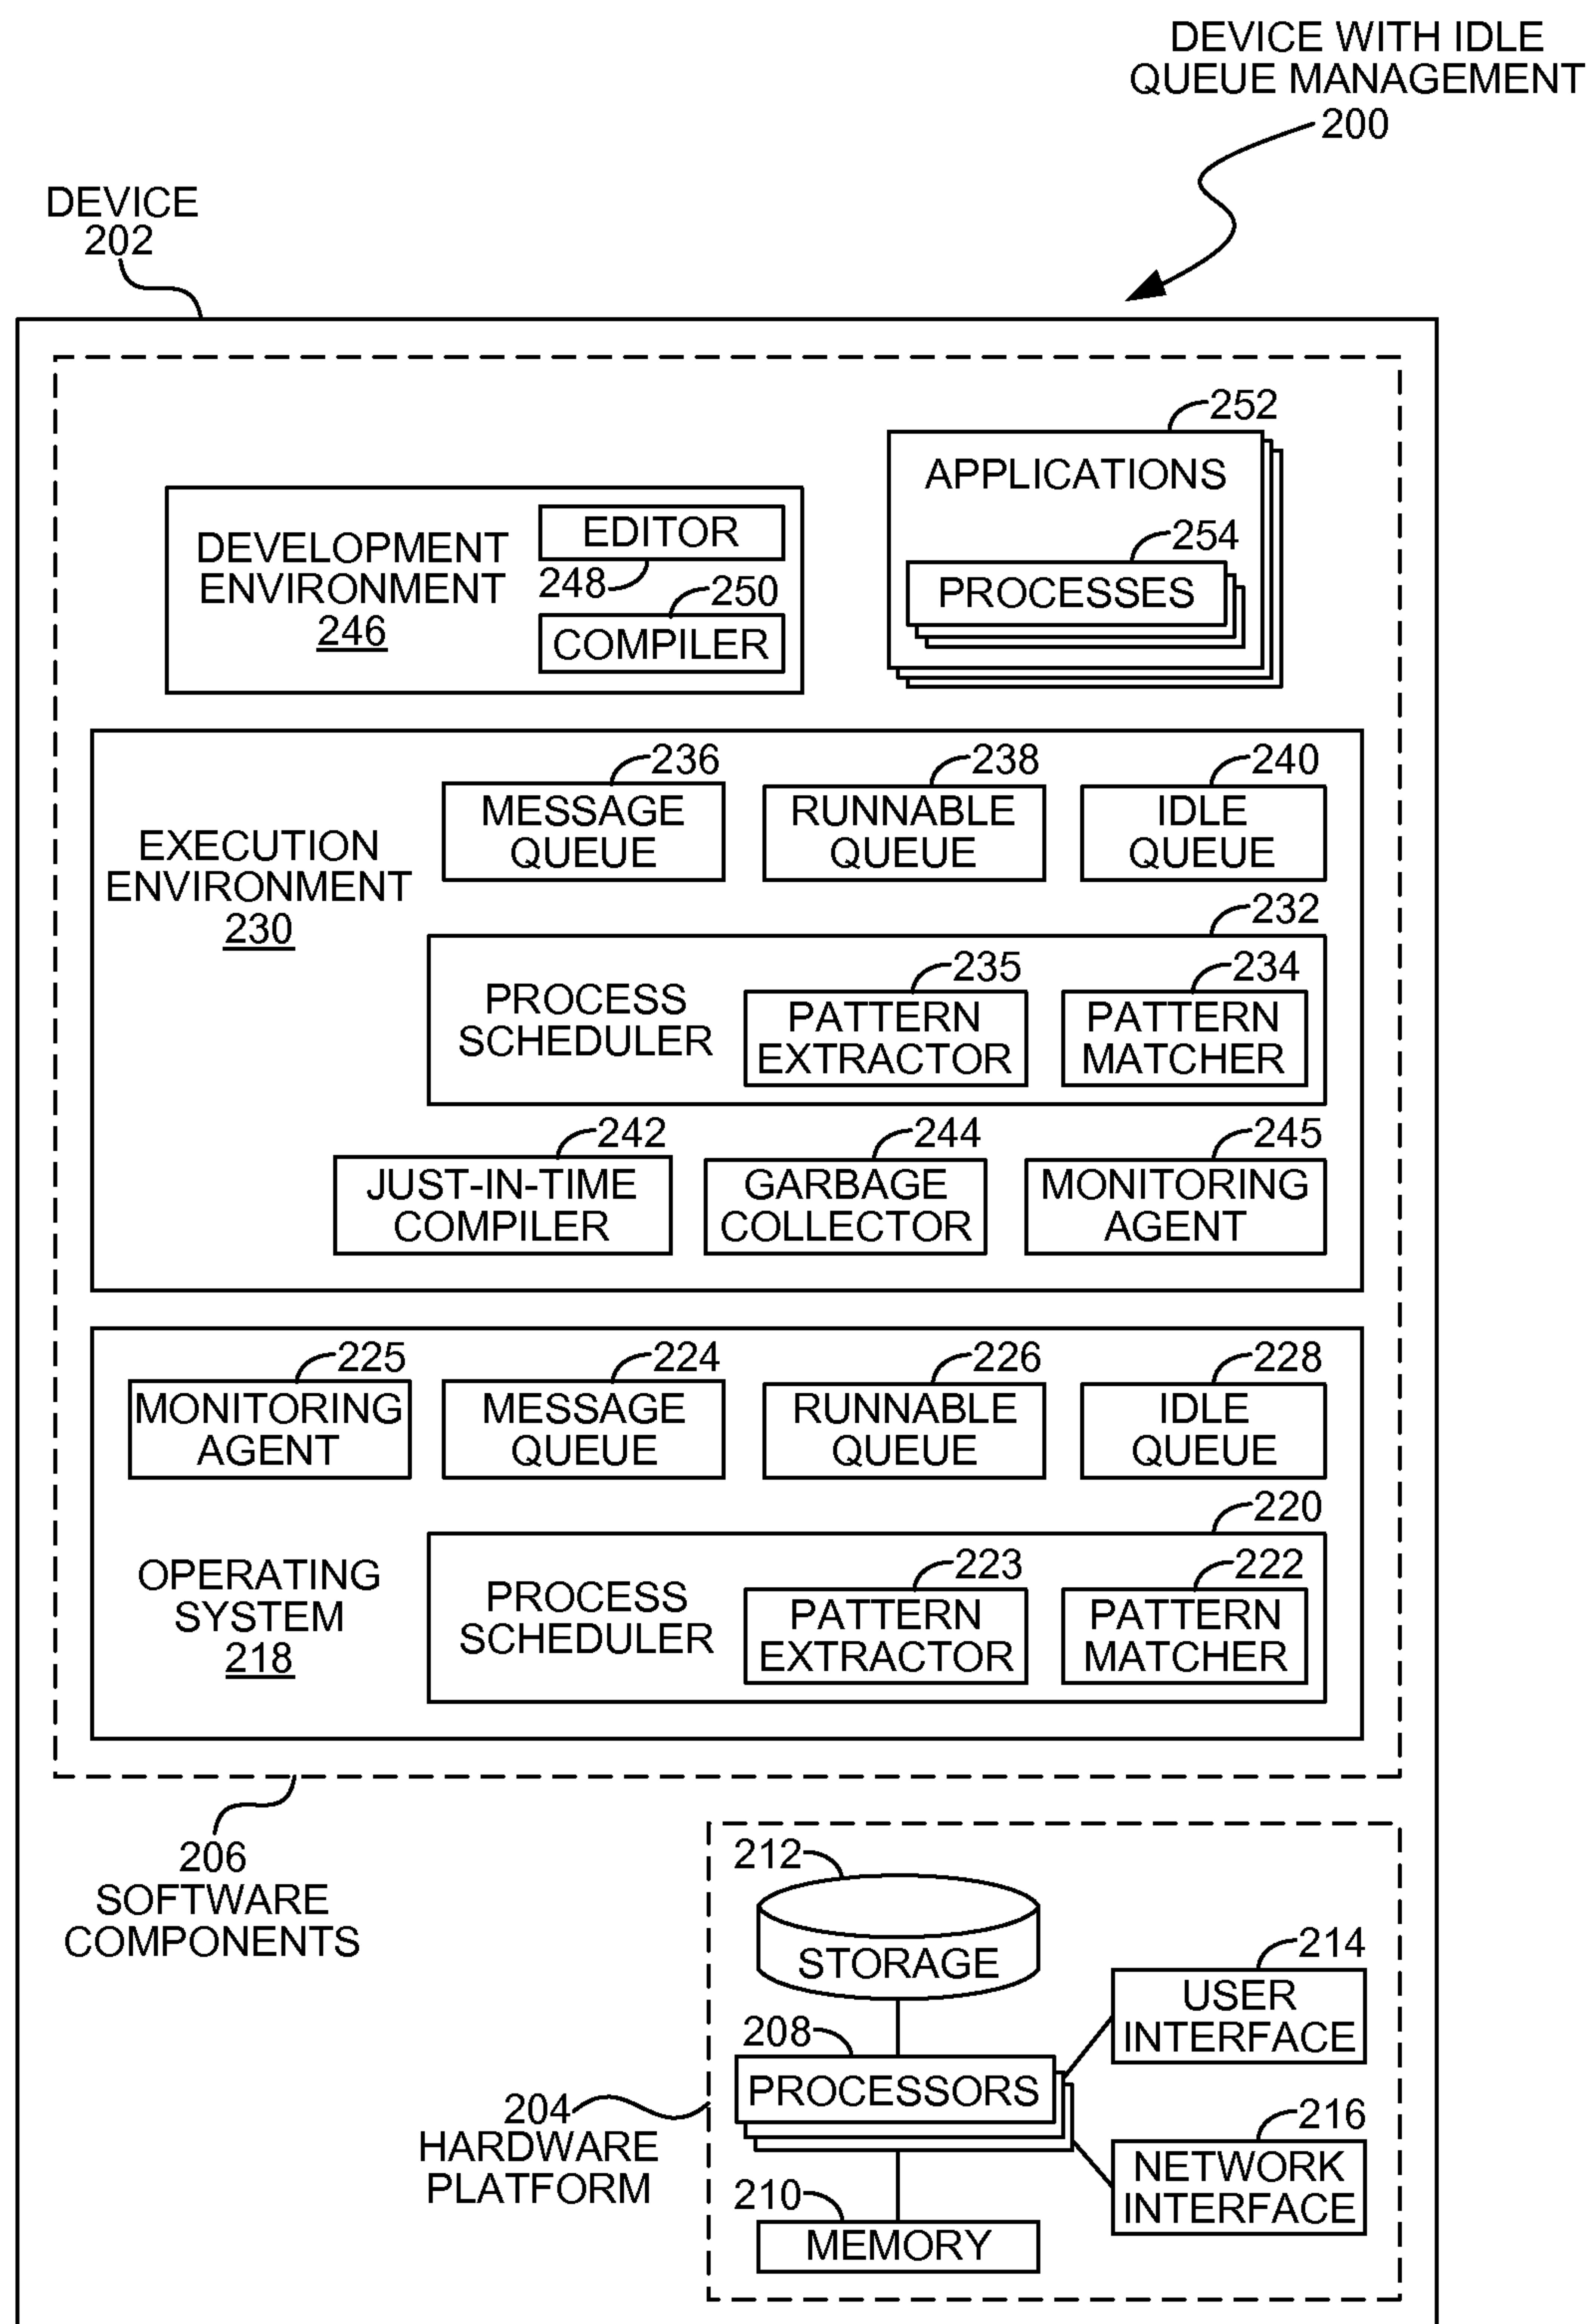 DEVICE WITH IDLE
QUEUE MANAGEMENT
200
DEVICE
202
252
APPLICATIONS
254
PROCESSES
DEVELOPMENT
ENVIRONMENT
246
EDITOR
248
250
COMPILER
236
MESSAGE
QUEUE
238
RUNNABLE
QUEUE
240
IDLE
QUEUE
EXECUTION
ENVIRONMENT
230
232
PROCESS
SCHEDULER
235
PATTERN
EXTRACTOR
234
PATTERN
MATCHER
242
JUST-IN-TIME
COMPILER
244
GARBAGE
COLLECTOR
245
MONITORING
AGENT
225
MONITORING
AGENT
224
MESSAGE
QUEUE
226
RUNNABLE
QUEUE
228
IDLE
QUEUE
OPERATING
SYSTEM
218
220
PROCESS
SCHEDULER
223
PATTERN
EXTRACTOR
222
PATTERN
MATCHER
206
SOFTWARE
COMPONENTS
212
STORAGE
208
PROCESSORS
214
USER
INTERFACE
204
HARDWARE
PLATFORM
216
NETWORK
INTERFACE
210
MEMORY